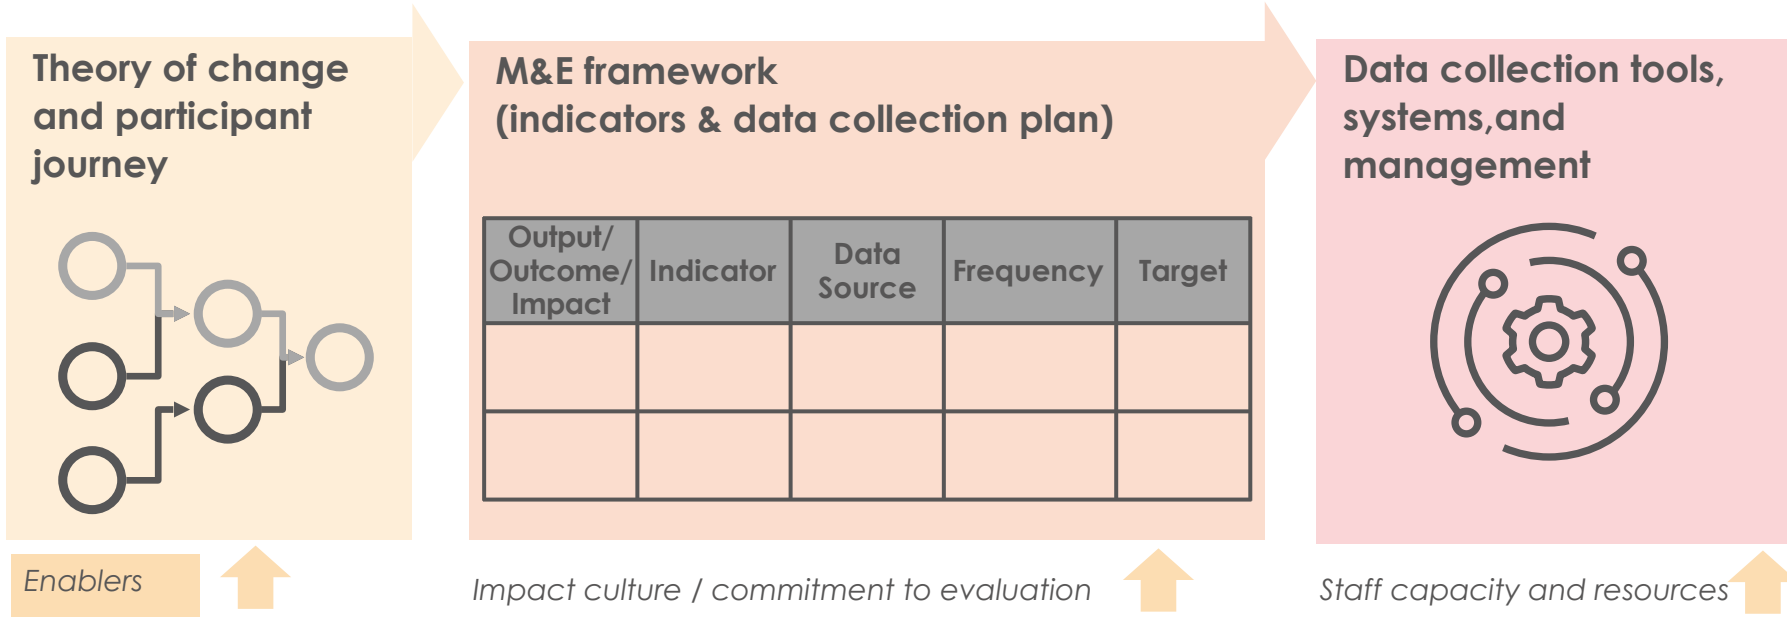 Theory of change
and participant
journey
M&E framework
(indicators & data collection plan)
Output/
Outcome/
Impact
Indicator
Data
Source
Frequency
Target
Data collection tools,
systems,and
management
Enablers
Impact culture / commitment to evaluation
Staff capacity and resources